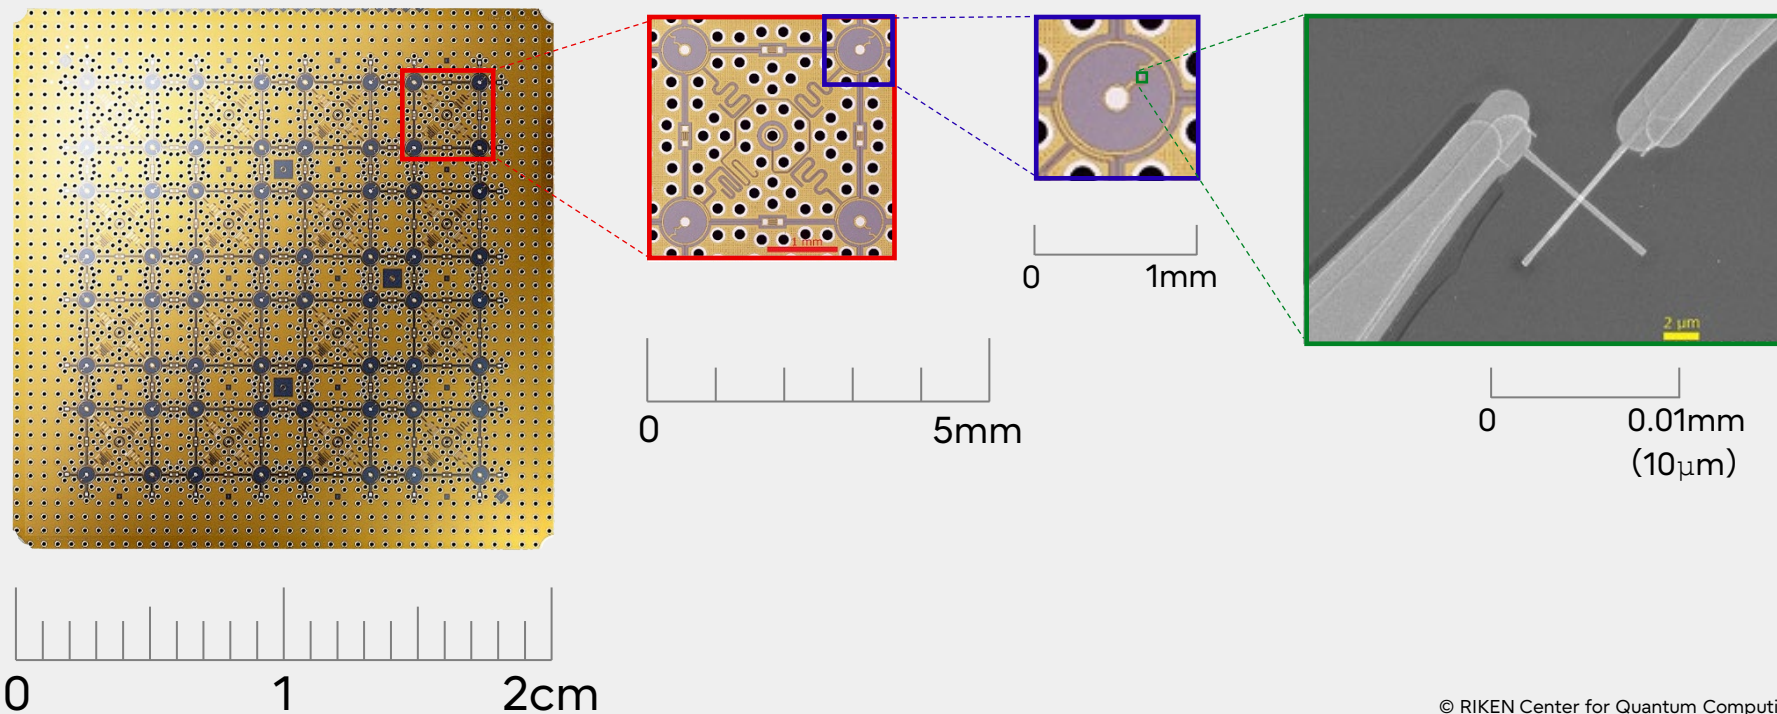 1 mm
0
1mm
2 µm
0
5mm
0
0.01mm
(10µm)
0
1
2cm
© RIKEN Center for Quantum Computi